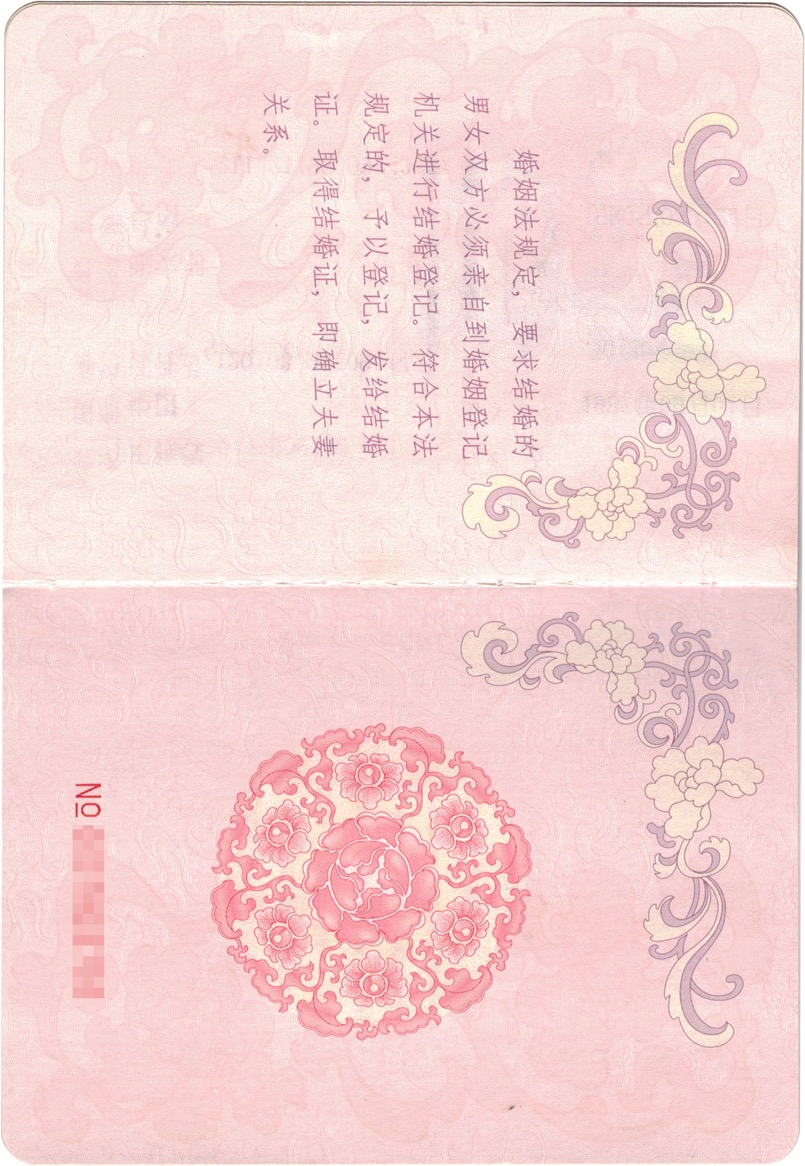 婚姻法规定，要求结婚的
男女双方必须亲自到婚姻登记
机关进行结婚登记。符合本法
规定的，予以登记，发给结婚
证。取得结婚证，即确立夫妻
关系。
No